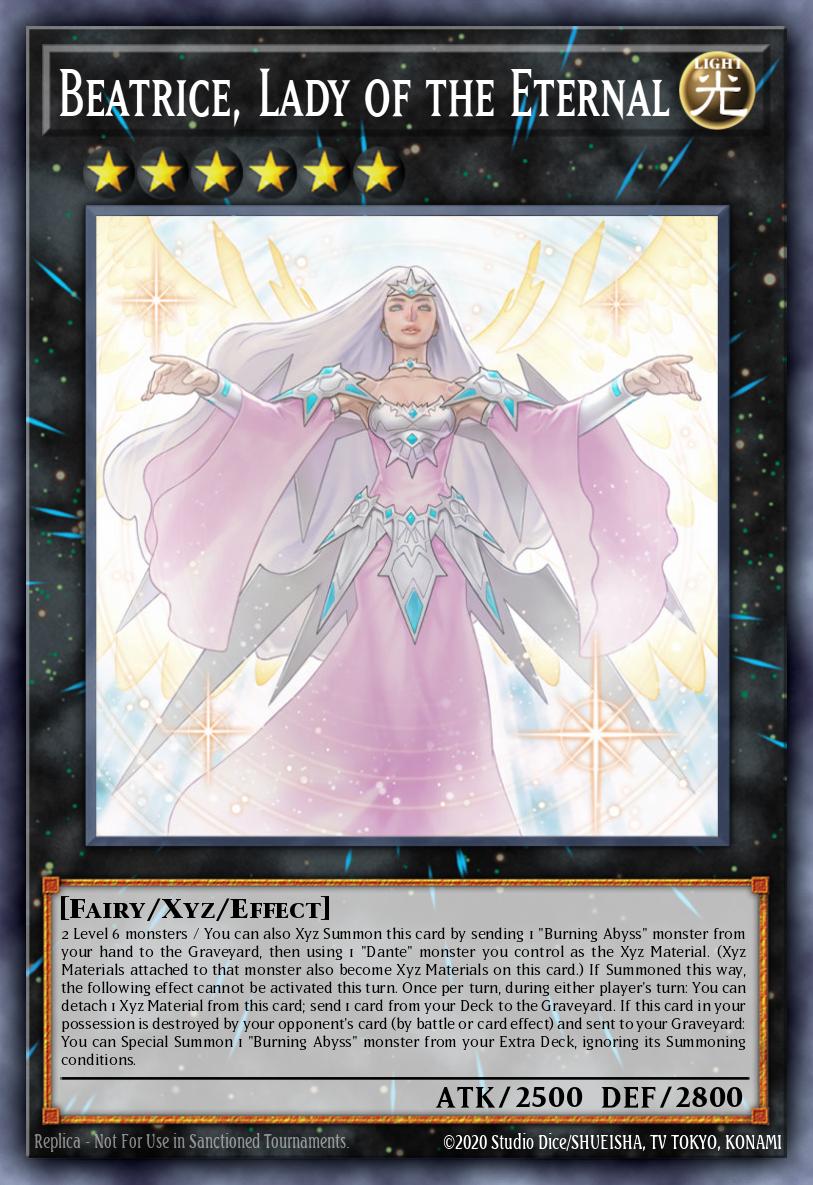 Beatrice, Lady of the Eternal
LIGHT
光
[Fairy/Xyz/Effect]
2 Level 6 monsters / You can also Xyz Summon this card by sending 1 "Burning Abyss" monster from
your hand to the Graveyard, then using 1 "Dante" monster you control as the Xyz Material. (Xyz
Materials attached to that monster also become Xyz Materials on this card.) If Summoned this way,
the following effect cannot be activated this turn. Once per turn, during either player's turn: You can
detach 1 Xyz Material from this card; send 1 card from your Deck to the Graveyard. If this card in your
possession is destroyed by your opponent's card (by battle or card effect) and sent to your Graveyard:
You can Special Summon 1 "Burning Abyss" monster from your Extra Deck, ignoring its Summoning
conditions.
ATK/2500 DEF/2800
Replica - Not For Use in Sanctioned Tournaments.
©2020 Studio Dice/SHUEISHA, TV TOKYO, KONAMI